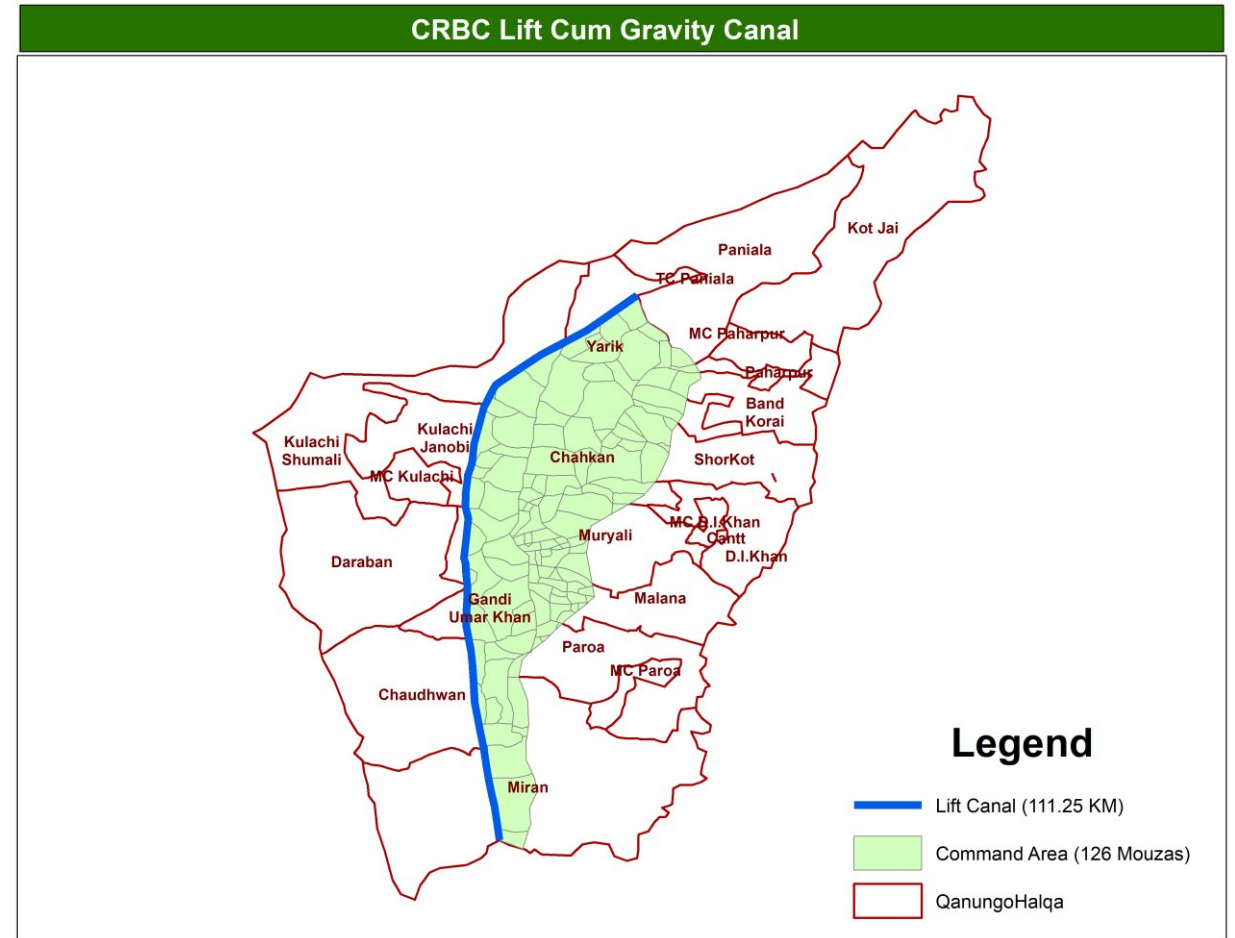 CRBC Lift Cum Gravity Canal
Kot Jai
Paniala
TC Paniala
MC Paharpur
Yarik
Paharpur
Band
Korai
Kulachi
Janobi
Kulachi
Shumali
Chahkan
ShorKot
MC Kulachi
MC D.I.Khan
Cantt
Muryali
D.I.Khan
Daraban
Gandi
Umar Khan
Malana
Paroa
MC Paroa
Chaudhwan
Miran
Legend
Lift Canal (111.25 KM)
Command Area (126 Mouzas)
QanungoHalqa